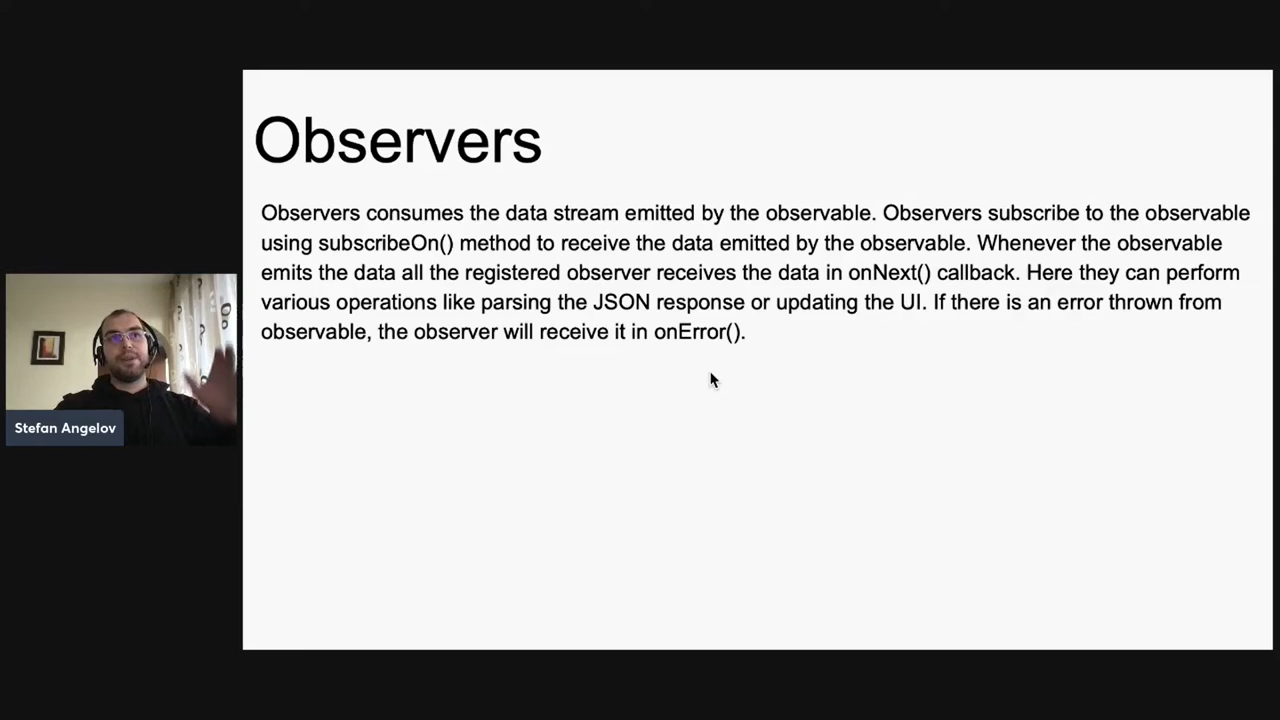 Observers
Observers consumes the data stream emitted by the observable. Observers subscribe to the observable
using subscribeOn() method to receive the data emitted by the observable. Whenever the observable
emits the data all the registered observer receives the data in onNext() callback. Here they can perform
various operations like parsing the JSON response or updating the UI. If there is an error thrown from
observable, the observer will receive it in onError().
Stefan Angelov